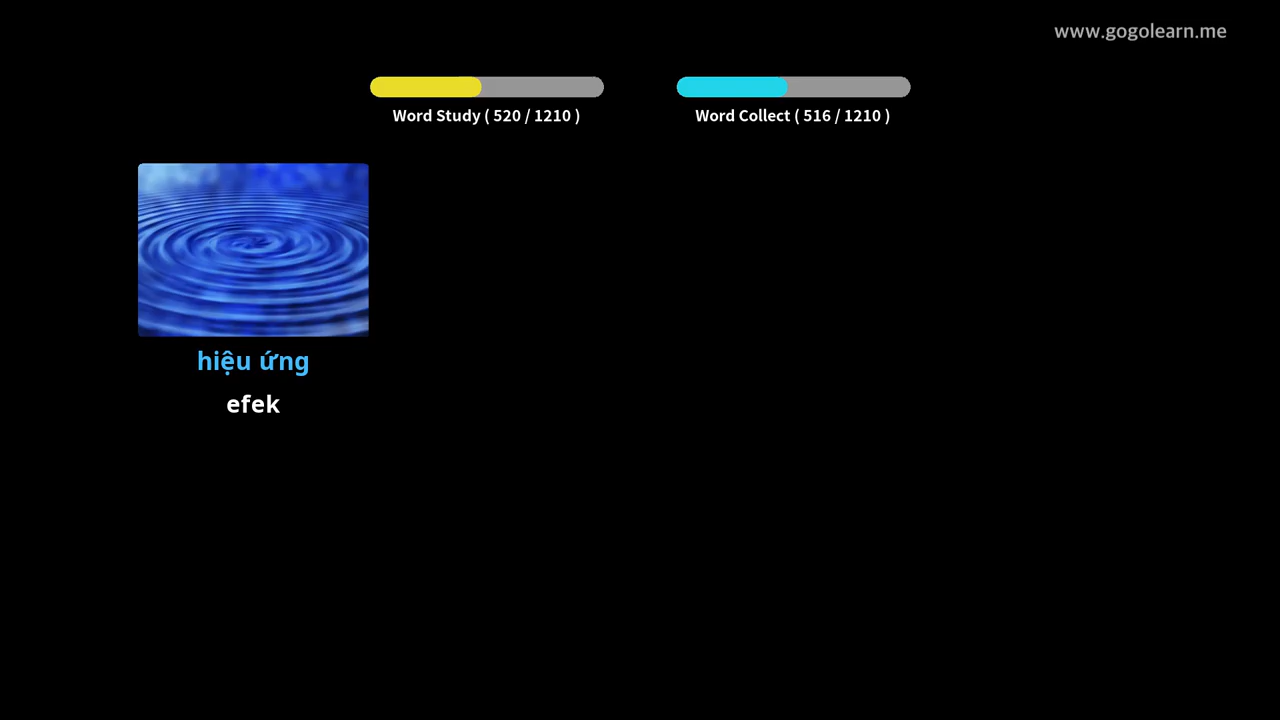 www.gogolearn.me
Word Study ( 520 / 1210 )
Word Collect ( 516 / 1210 )
hiệu ứng
efek